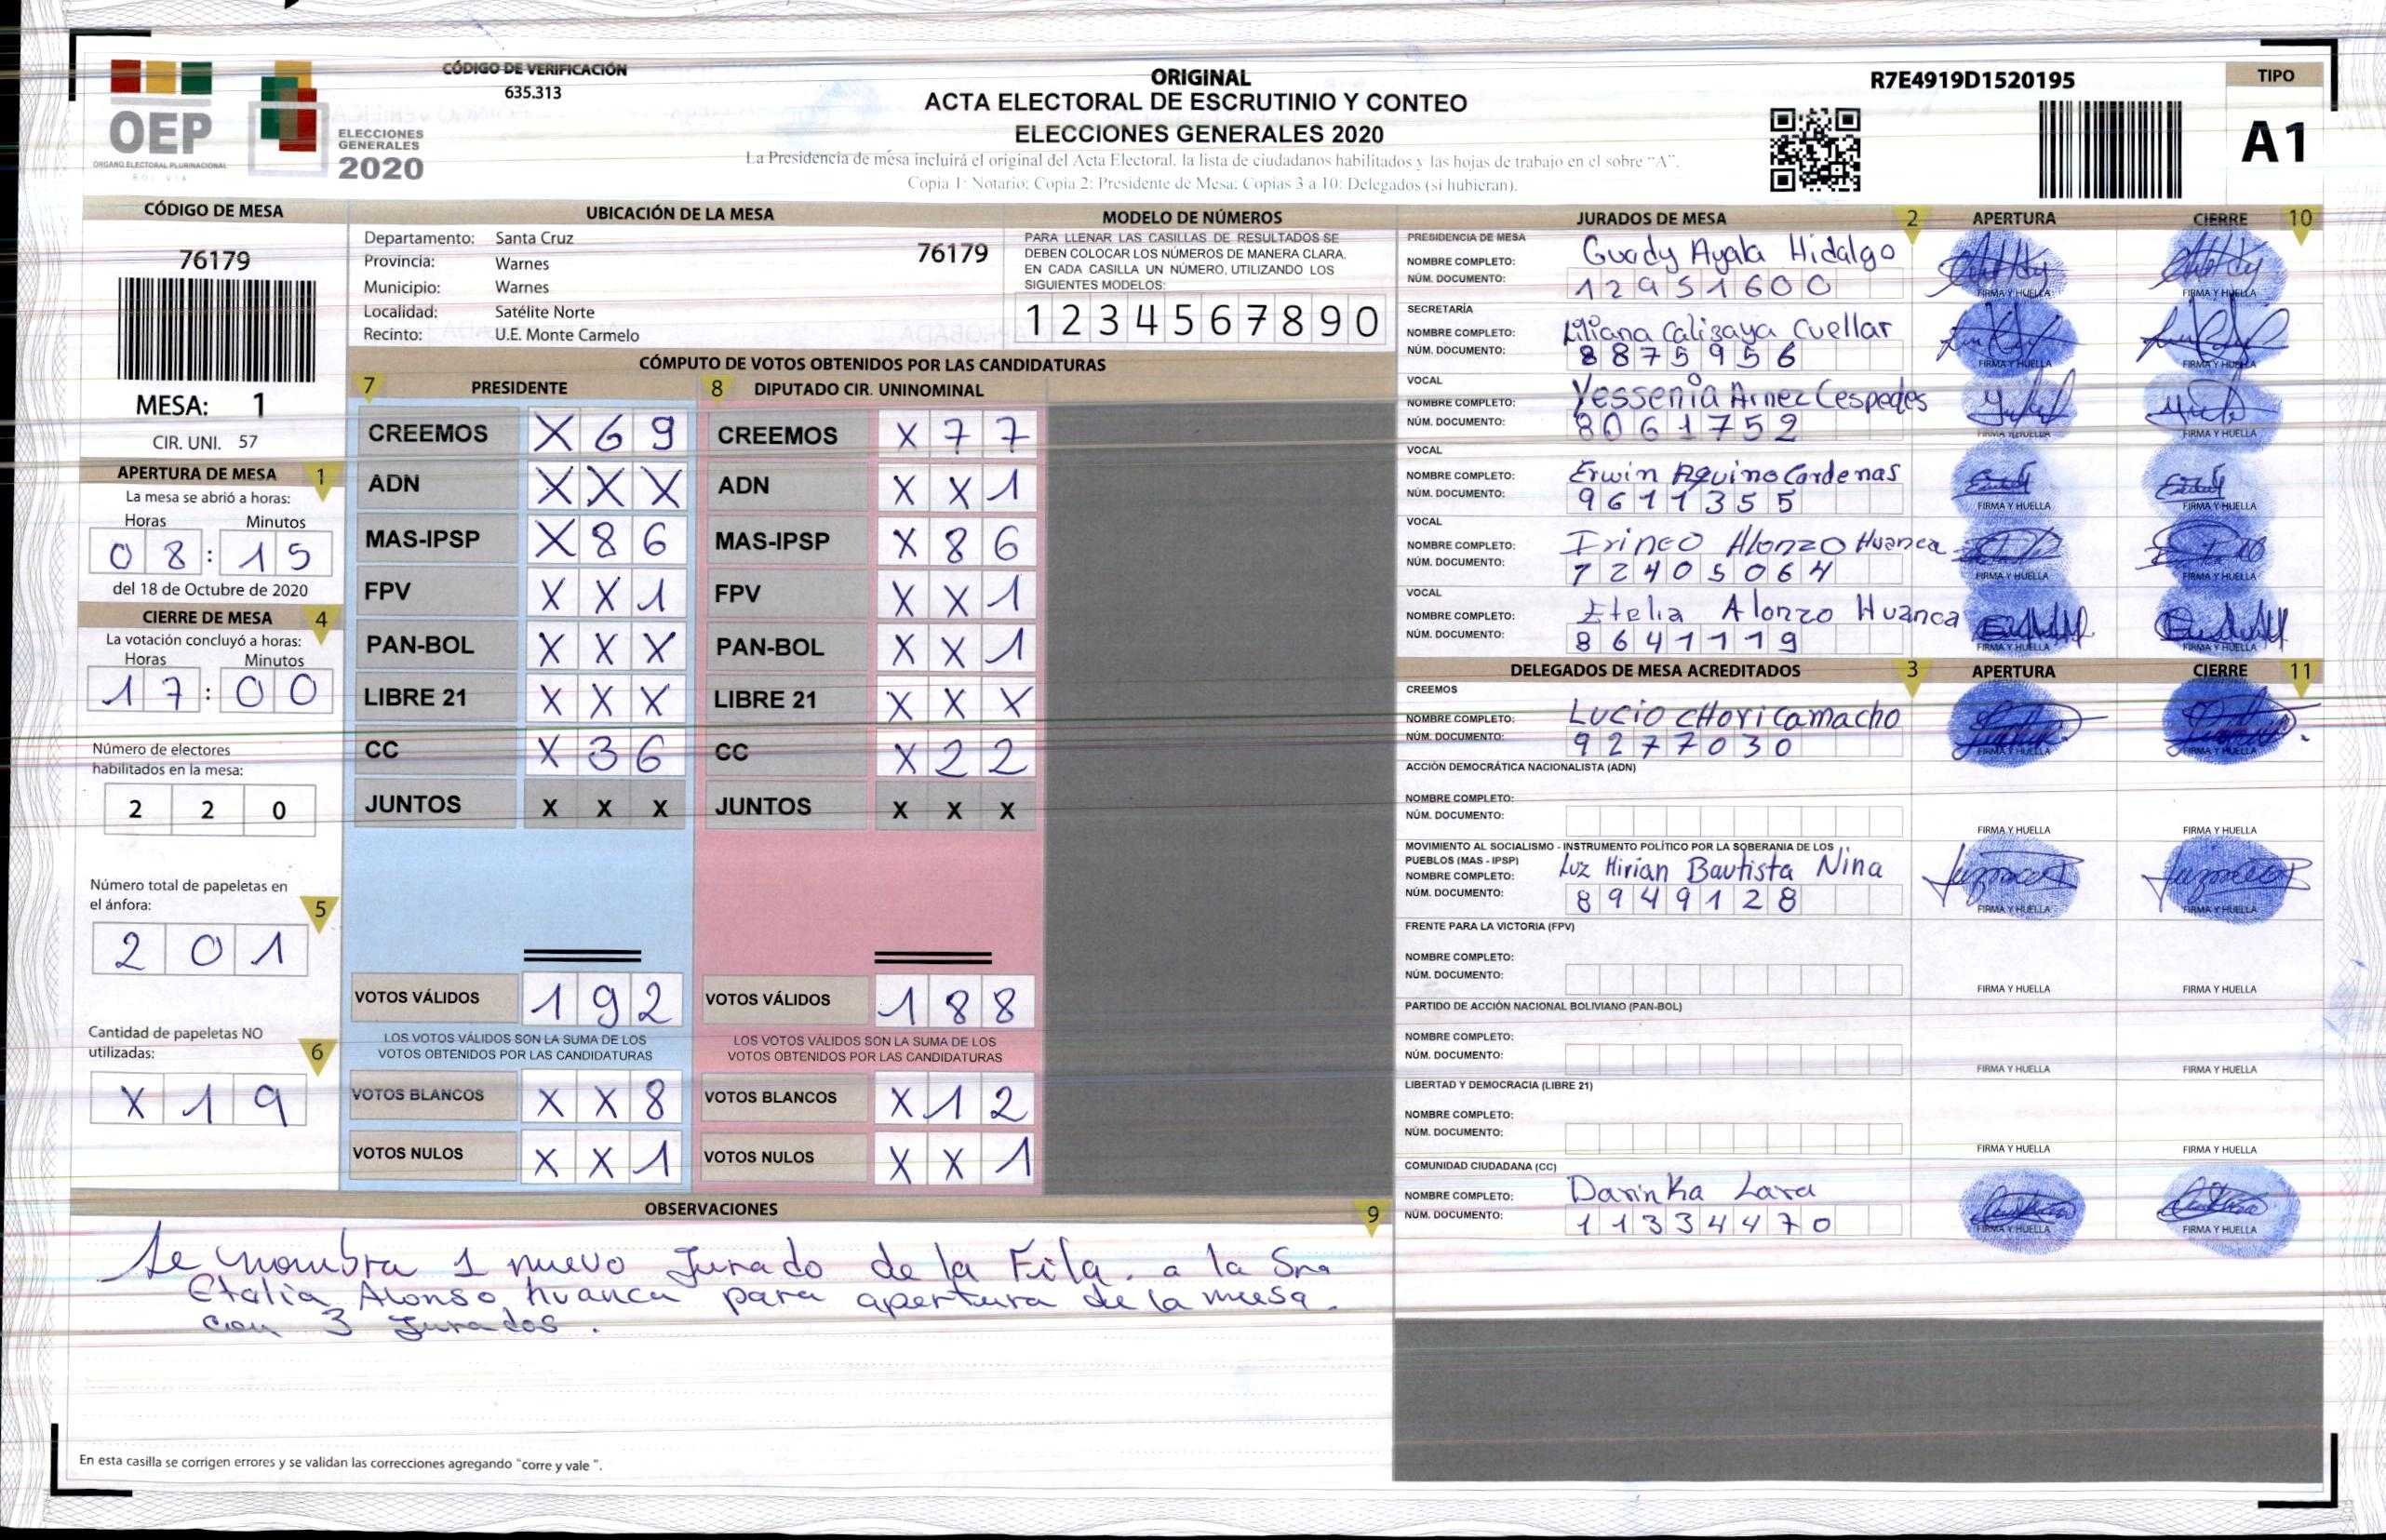 OEP
ÓRGANO ELECTORAL PLURINACIONAL
BOLIVIA
ELECCIONES
GENERALES
2020
CÓDIGO DE VERIFICACIÓN
635.313
ORIGINAL
ACTA ELECTORAL DE ESCRUTINIO Y CONTEO
ELECCIONES GENERALES 2020
La Presidencia de mesa incluirá el original del Acta Electoral, la lista de ciudadanos habilitados y las hojas de trabajo en el sobre "A".
Copia 1: Notario; Copia 2: Presidente de Mesa; Copias 3 a 10: Delegados (si hubieran).
R7E4919D1520195
TIPO
A1
CÓDIGO DE MESA
76179
MESA: 1
CIR. UNI. 57
APERTURA DE MESA 1
La mesa se abrió a horas:
Horas Minutos
08:15
del 18 de Octubre de 2020
CIERRE DE MESA 4
La votación concluyó a horas:
Horas Minutos
17:00
Número de electores
habilitados en la mesa:
2 2 0
Número total de papeletas en
el ánfora: 5
2 0 1
Cantidad de papeletas NO
utilizadas: 6
X 1 9
UBICACIÓN DE LA MESA
Departamento: Santa Cruz
Provincia: Warnes
Municipio: Warnes
Localidad: Satélite Norte
Recinto: U.E. Monte Carmelo
76179
MODELO DE NÚMEROS
PARA LLENAR LAS CASILLAS DE RESULTADOS SE
DEBEN COLOCAR LOS NÚMEROS DE MANERA CLARA.
EN CADA CASILLA UN NÚMERO, UTILIZANDO LOS
SIGUIENTES MODELOS:
1 2 3 4 5 6 7 8 9 0
CÓMPUTO DE VOTOS OBTENIDOS POR LAS CANDIDATURAS
7 PRESIDENTE 8 DIPUTADO CIR. UNINOMINAL
CREEMOS X 6 9 CREEMOS X 7 7
ADN X X X ADN X X 1
MAS-IPSP X 8 6 MAS-IPSP X 8 6
FPV X X 1 FPV X X 1
PAN-BOL X X X PAN-BOL X X 1
LIBRE 21 X X X LIBRE 21 X X X
CC X 3 6 CC X 2 2
JUNTOS X X X JUNTOS X X X
VOTOS VÁLIDOS 1 9 2 VOTOS VÁLIDOS 1 8 8
LOS VOTOS VÁLIDOS SON LA SUMA DE LOS LOS VOTOS VÁLIDOS SON LA SUMA DE LOS
VOTOS OBTENIDOS POR LAS CANDIDATURAS VOTOS OBTENIDOS POR LAS CANDIDATURAS
VOTOS BLANCOS X X 8 VOTOS BLANCOS X 1 2
VOTOS NULOS X X 1 VOTOS NULOS X X 1
OBSERVACIONES 9
Se nombra 1 nuevo Jurado de la Fila. a la Sra
Etalia Alonso huanca para apertura de la mesa.
con 3 Jurados.
En esta casilla se corrigen errores y se validan las correcciones agregando "corre y vale ".
JURADOS DE MESA 2 APERTURA CIERRE 10
PRESIDENCIA DE MESA
NOMBRE COMPLETO: Guady Ayala Hidalgo
NÚM. DOCUMENTO: 12951600
FIRMA Y HUELLA FIRMA Y HUELLA
SECRETARÍA
NOMBRE COMPLETO: Liliana Calizaya Cuellar
NÚM. DOCUMENTO: 8875956
FIRMA Y HUELLA FIRMA Y HUELLA
VOCAL
NOMBRE COMPLETO: Yessenia Arnez Cespedes
NÚM. DOCUMENTO: 8061752
FIRMA Y HUELLA FIRMA Y HUELLA
VOCAL
NOMBRE COMPLETO: Erwin Aquino Cardenas
NÚM. DOCUMENTO: 9611355
FIRMA Y HUELLA FIRMA Y HUELLA
VOCAL
NOMBRE COMPLETO: Irineo Alonzo Huanca
NÚM. DOCUMENTO: 72405064
FIRMA Y HUELLA FIRMA Y HUELLA
VOCAL
NOMBRE COMPLETO: Etelia Alonzo Huanca
NÚM. DOCUMENTO: 8641119
FIRMA Y HUELLA FIRMA Y HUELLA
DELEGADOS DE MESA ACREDITADOS 3 APERTURA CIERRE 11
CREEMOS
NOMBRE COMPLETO: Lucio cHori camacho
NÚM. DOCUMENTO: 9277030
FIRMA Y HUELLA FIRMA Y HUELLA
ACCIÓN DEMOCRÁTICA NACIONALISTA (ADN)
NOMBRE COMPLETO:
NÚM. DOCUMENTO:
FIRMA Y HUELLA FIRMA Y HUELLA
MOVIMIENTO AL SOCIALISMO - INSTRUMENTO POLÍTICO POR LA SOBERANIA DE LOS
PUEBLOS (MAS - IPSP)
NOMBRE COMPLETO: Luz Mirian Bautista Nina
NÚM. DOCUMENTO: 8949128
FIRMA Y HUELLA FIRMA Y HUELLA
FRENTE PARA LA VICTORIA (FPV)
NOMBRE COMPLETO:
NÚM. DOCUMENTO:
FIRMA Y HUELLA FIRMA Y HUELLA
PARTIDO DE ACCIÓN NACIONAL BOLIVIANO (PAN-BOL)
NOMBRE COMPLETO:
NÚM. DOCUMENTO:
FIRMA Y HUELLA FIRMA Y HUELLA
LIBERTAD Y DEMOCRACIA (LIBRE 21)
NOMBRE COMPLETO:
NÚM. DOCUMENTO:
FIRMA Y HUELLA FIRMA Y HUELLA
COMUNIDAD CIUDADANA (CC)
NOMBRE COMPLETO: Darinka Lara
NÚM. DOCUMENTO: 11334470
FIRMA Y HUELLA FIRMA Y HUELLA